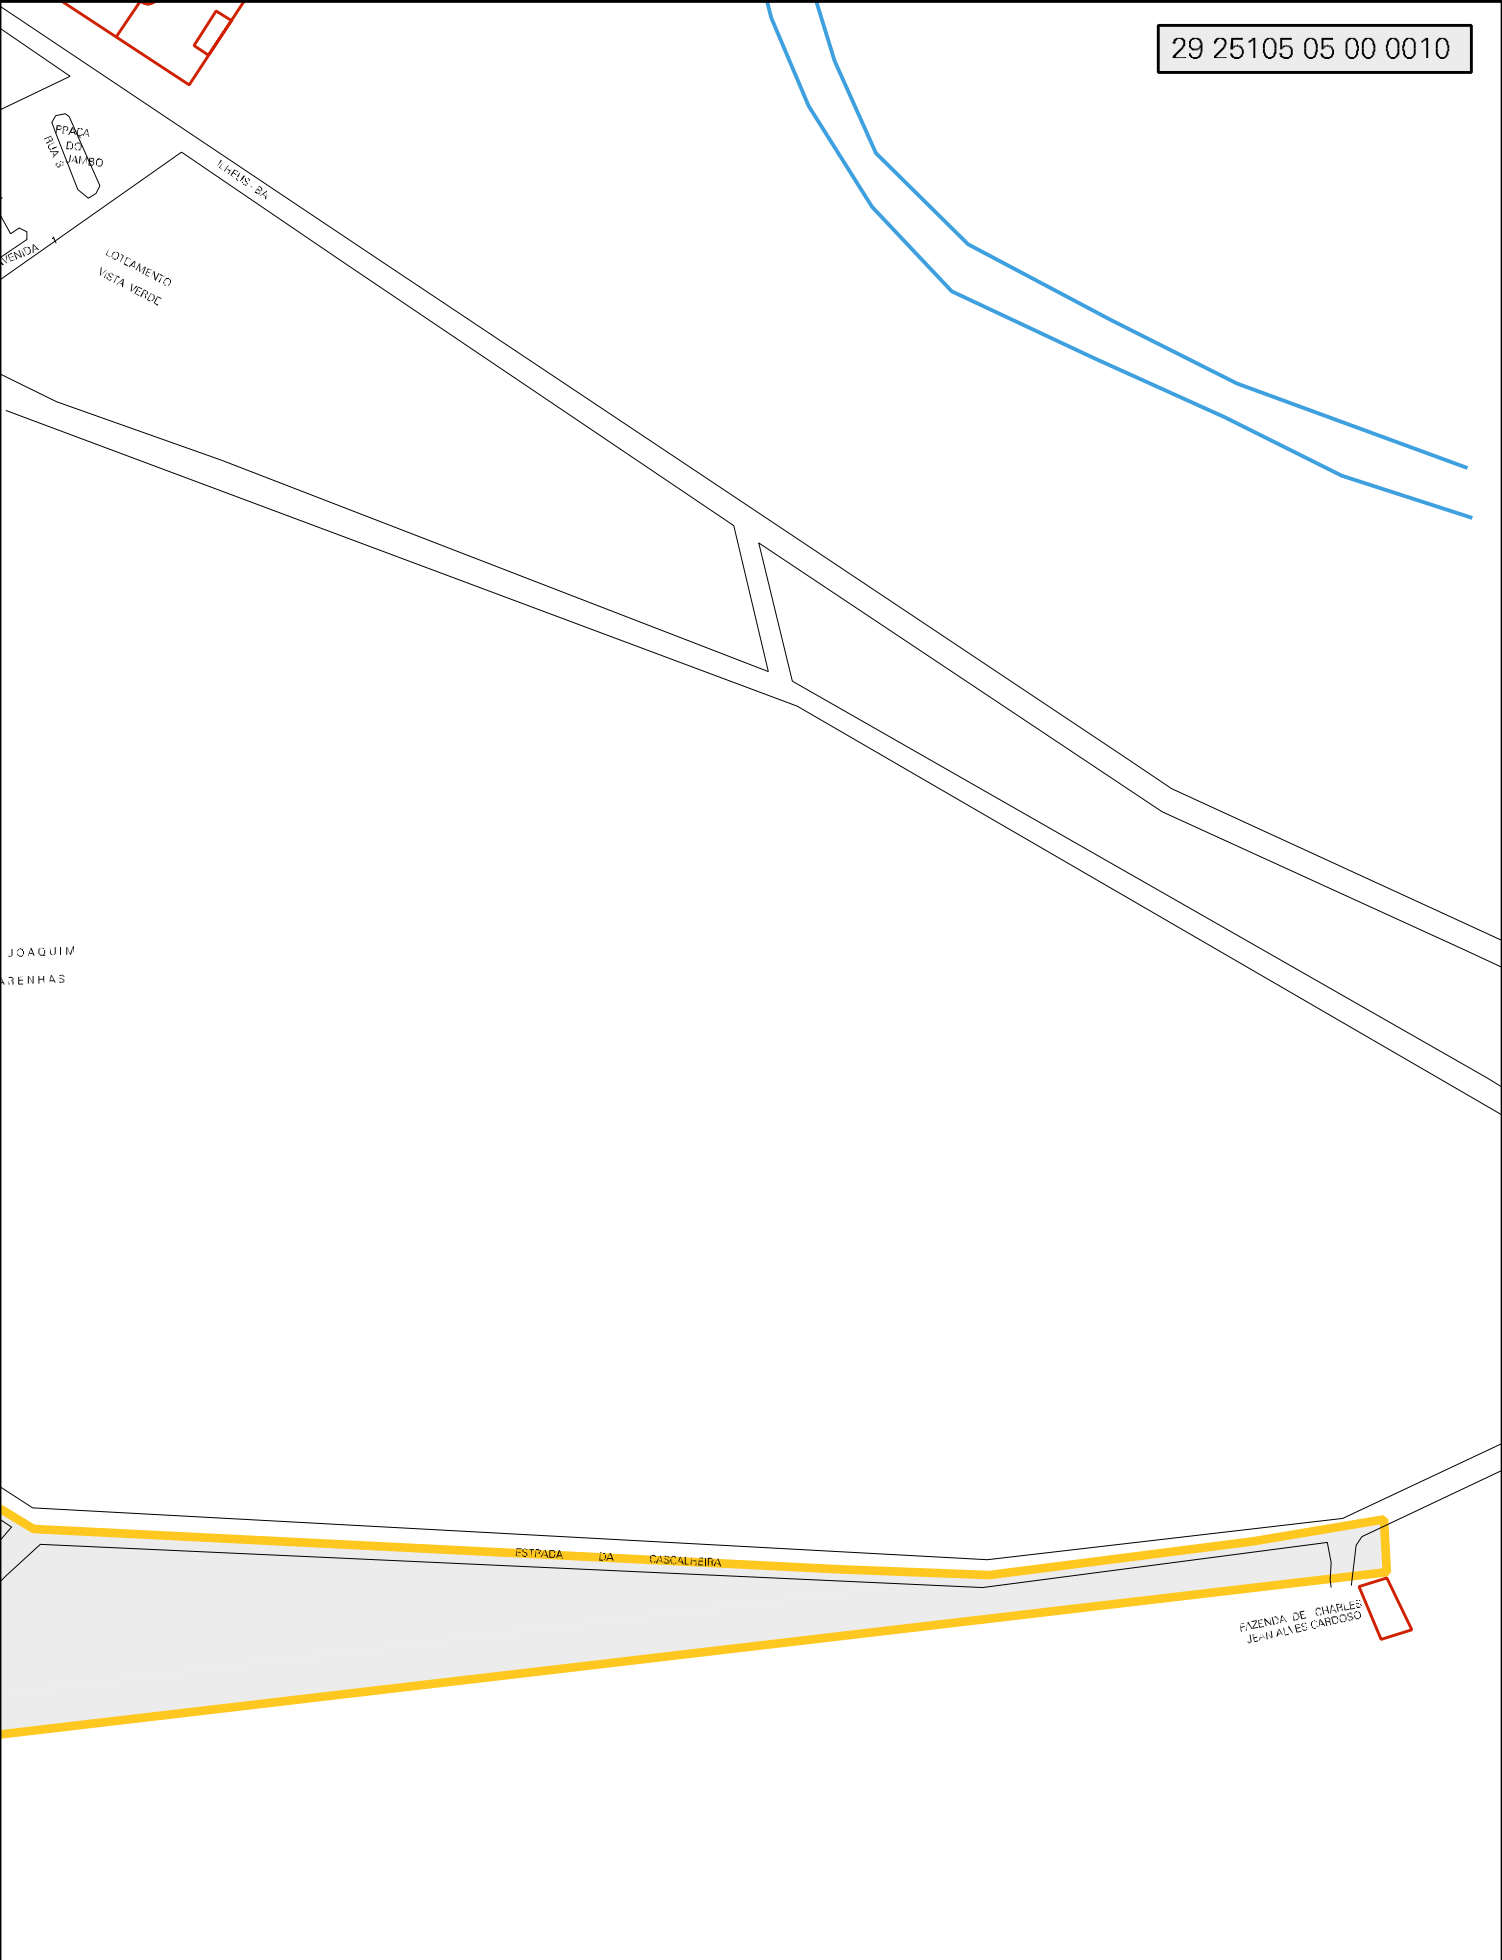 29 25105 05 00 0010
PRAÇA
DO
JAMBO
RUA 3
ILHEUS - BA
AVENIDA 1
LOTEAMENTO
VISTA VERDE
JOAQUIM
ARENHAS
ESTRADA DA CASCALHEIRA
FAZENDA DE CHARLES
JEAN ALVES CARDOSO